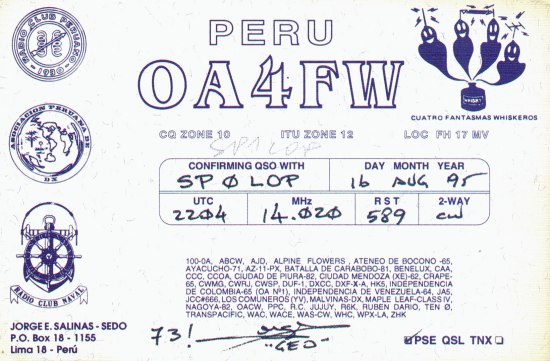 PERU
OA4FW
RADIO CLUB PERUANO
1930
ASOCIACION PERUANA DE
DX
RADIO CLUB NAVAL
WHISKY
CUATRO FANTASMAS WHISKEROS
CQ ZONE 10 ITU ZONE 12 LOC FH 17 MV
SP1LOP
CONFIRMING QSO WITH DAY MONTH YEAR
SPØLOP 16 AUG 95
UTC MHz RST 2-WAY
2204 14.020 589 CW
100-OA, ABCW, AJD, ALPINE FLOWERS, ATENEO DE BOCONO -65,
AYACUCHO-71, AZ-11-PX, BATALLA DE CARABOBO-81, BENELUX, CAA,
CCC, CCOA, CIUDAD DE PIURA-82, CIUDAD MENDOZA (XE)-62, CRAPE-
65, CWMG, CWRJ, CWSP, DUF-1, DXCC, DXF-X-A, HK5, INDEPENDENCIA
DE COLOMBIA-65 (OA Nº1), INDEPENDENCIA DE VENEZUELA-64, JA5,
JCC#666, LOS COMUNEROS (YV), MALVINAS-DX, MAPLE LEAF-CLASS IV,
NAGOYA-82, OACW, PPC, R.C. JUJUY, R6K, RUBEN DARIO, TEN Ø,
TRANSPACIFIC, WAC, WACE, WAS-CW, WHC, WPX-LA, ZHK
JORGE E. SALINAS - SEDO
P.O. Box 18 - 1155
Lima 18 - Perú
73!
"GEO"
PSE QSL TNX